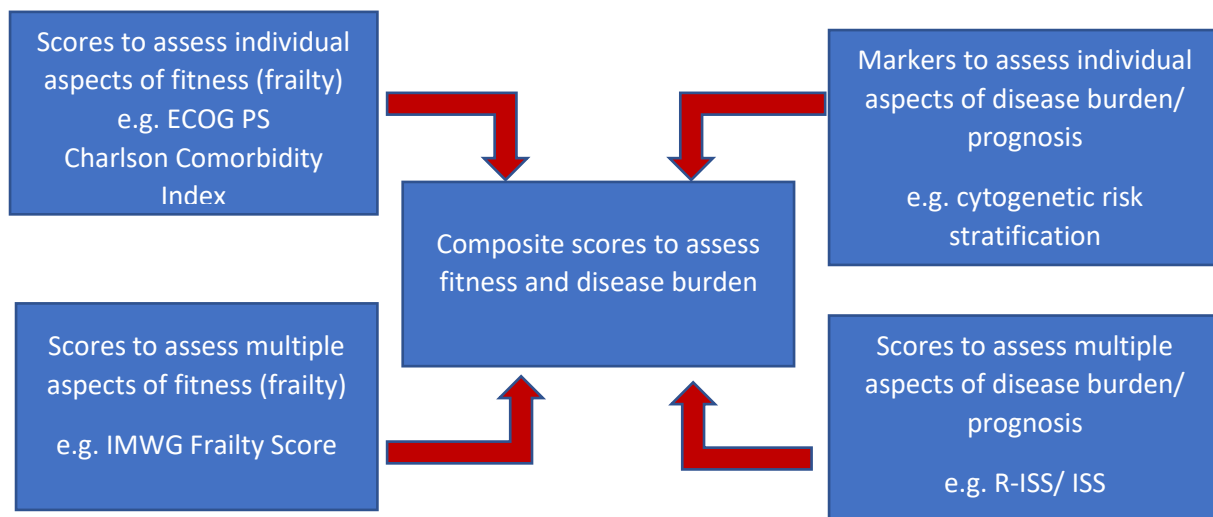 Scores to assess individual
aspects of fitness (frailty)
e.g. ECOG PS
Charlson Comorbidity
Index
Markers to assess individual
aspects of disease burden/
prognosis
e.g. cytogenetic risk
stratification
Composite scores to assess
fitness and disease burden
Scores to assess multiple
aspects of fitness (frailty)
e.g. IMWG Frailty Score
Scores to assess multiple
aspects of disease burden/
prognosis
e.g. R-ISS/ ISS